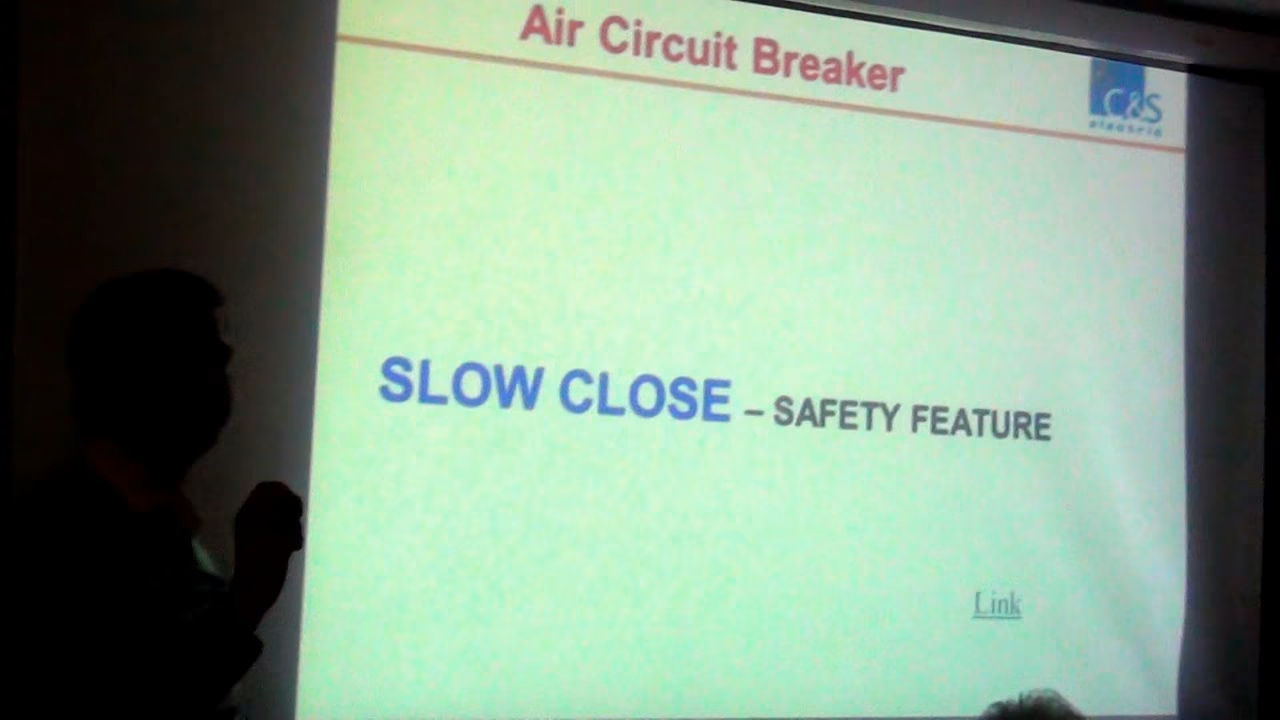 Air Circuit Breaker
C&S
electric
SLOW CLOSE – SAFETY FEATURE
Link